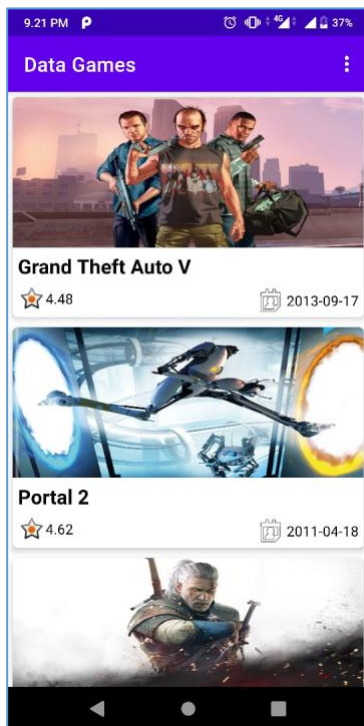 9.21 PM
4G
37%
Data Games
Grand Theft Auto V
4.48
2013-09-17
Portal 2
4.62
2011-04-18